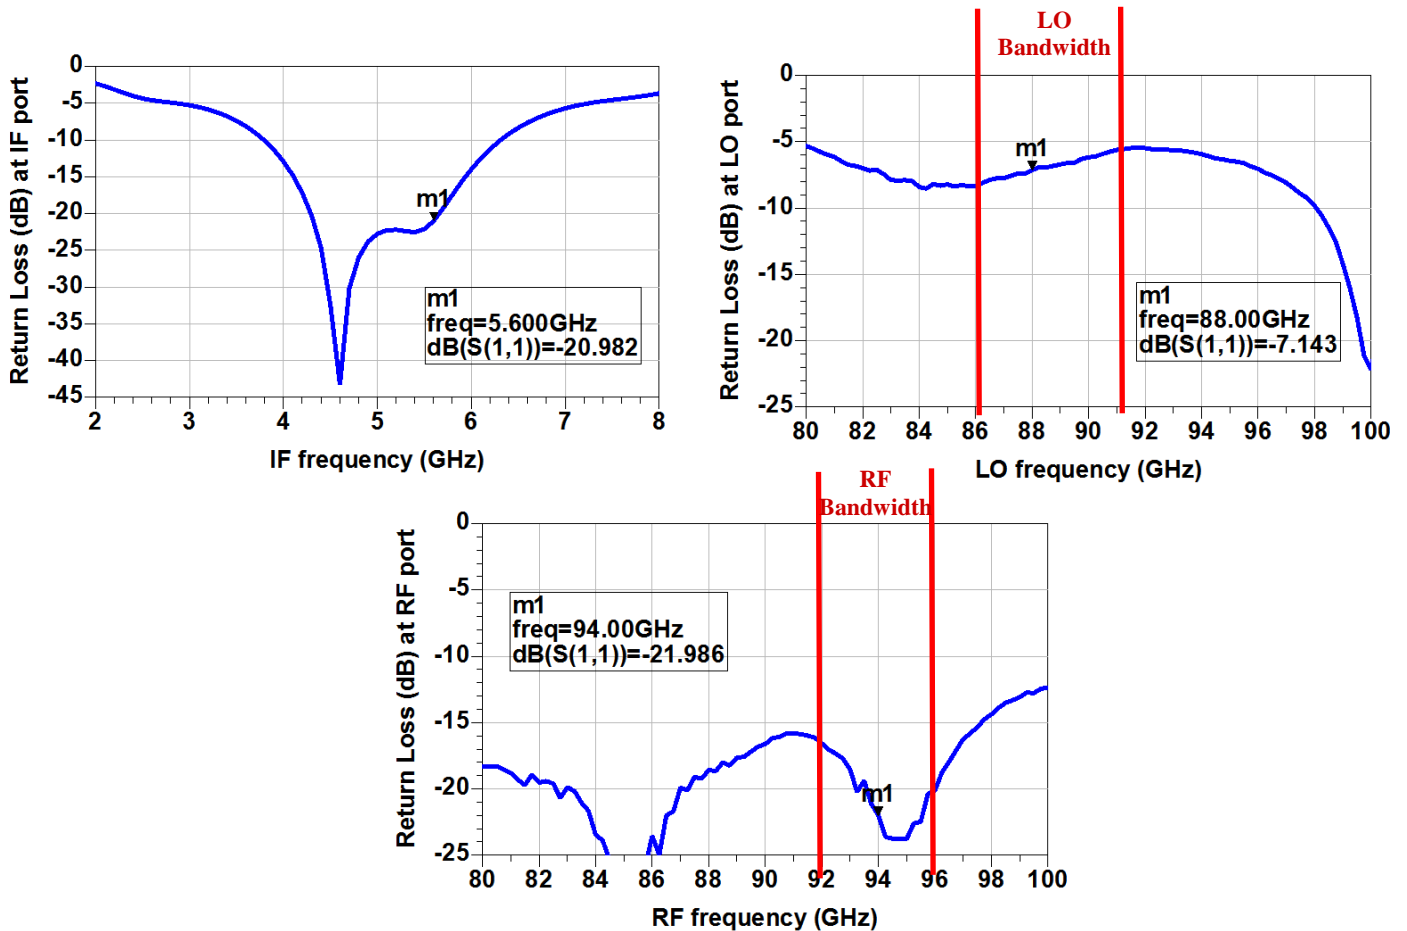 LO
Bandwidth
Return Loss (dB) at IF port
0
-5
-10
-15
-20
-25
-30
-35
-40
-45
m1
m1
freq=5.600GHz
dB(S(1,1))=-20.982
2 3 4 5 6 7 8
IF frequency (GHz)
Return Loss (dB) at LO port
0
-5
-10
-15
-20
-25
m1
m1
freq=88.00GHz
dB(S(1,1))=-7.143
80 82 84 86 88 90 92 94 96 98 100
LO frequency (GHz)
RF
Bandwidth
Return Loss (dB) at RF port
0
-5
-10
-15
-20
-25
m1
freq=94.00GHz
dB(S(1,1))=-21.986
m1
80 82 84 86 88 90 92 94 96 98 100
RF frequency (GHz)